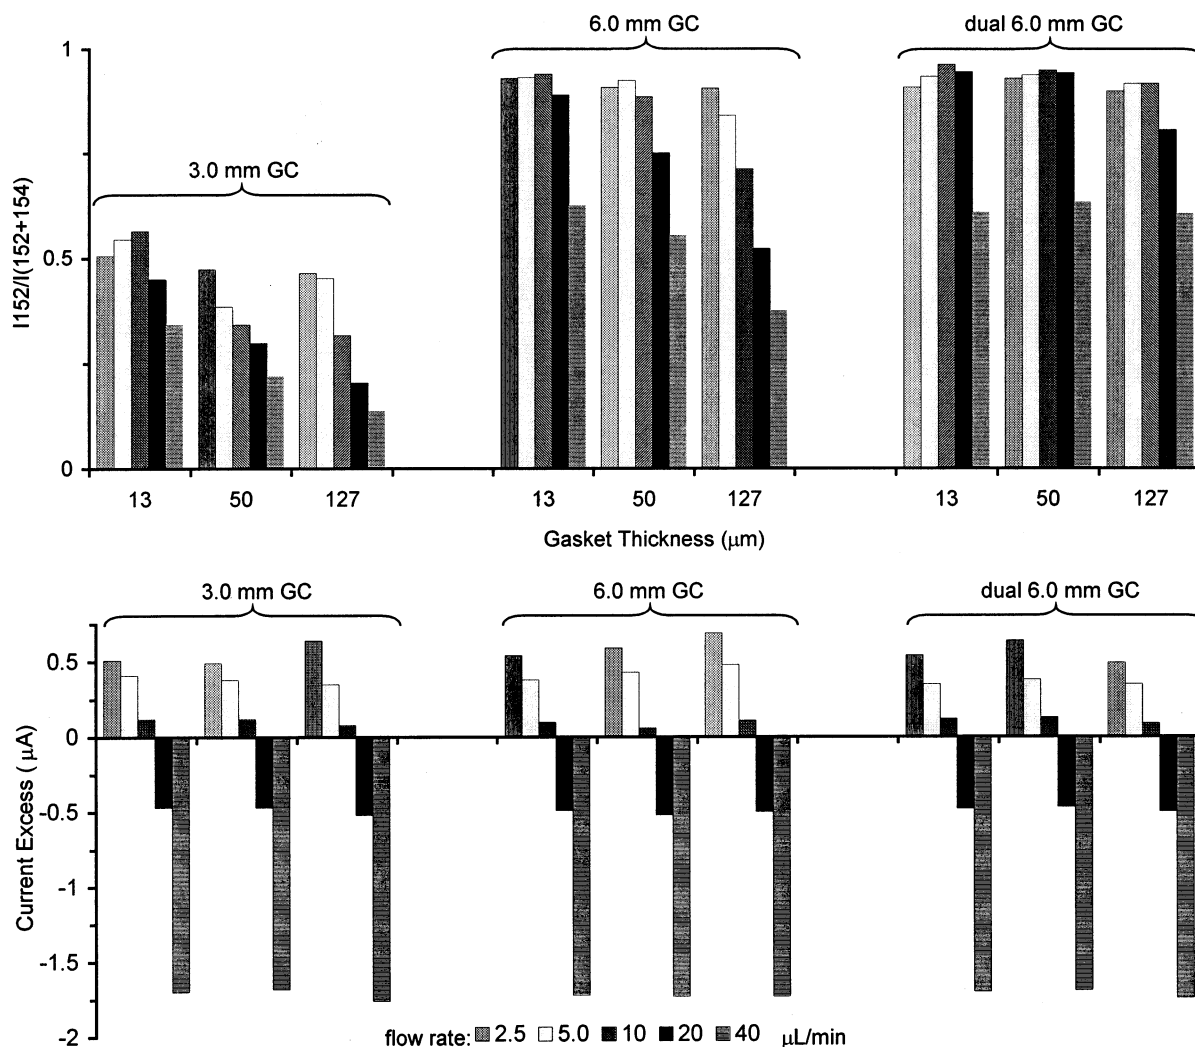 6.0 mm GC dual 6.0 mm GC
1
3.0 mm GC
I152/I(152+154)
0.5
0
13 50 127 13 50 127 13 50 127
Gasket Thickness (μm)
3.0 mm GC 6.0 mm GC dual 6.0 mm GC
0.5
0
Current Excess ( μA)
-0.5
-1
-1.5
-2
flow rate: 2.5 5.0 10 20 40 μL/min